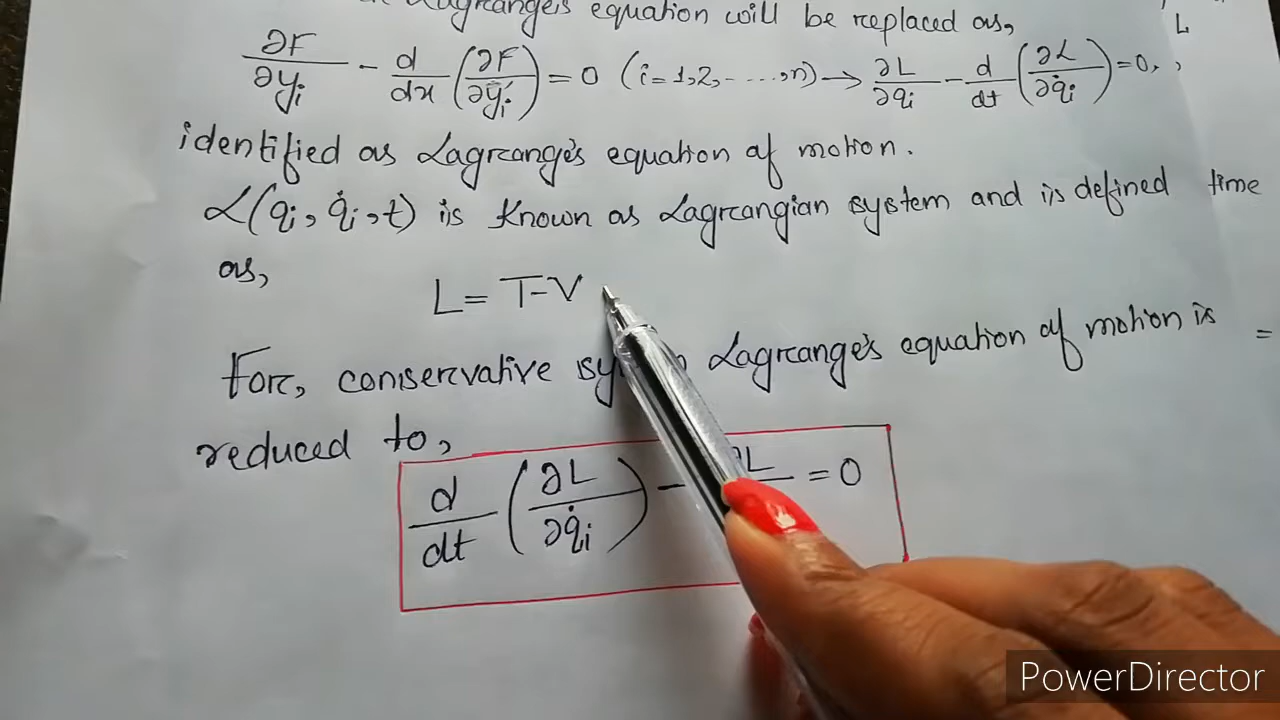 Lagrange's equation will be replaced as, L
∂F/∂yᵢ - d/dx (∂F/∂yᵢ′) = 0 (i=1,2,-....,n) → ∂L/∂qᵢ - d/dt (∂L/∂q̇ᵢ) = 0, ,
identified as Lagrange's equation of motion.
L(qᵢ, q̇ᵢ, t) is known as Lagrangian system and is defined time
as,
L = T-V
For, conservative Lagrange's equation of motion is =
reduced to,
d/dt (∂L/∂q̇ᵢ) - ∂L = 0
PowerDirector